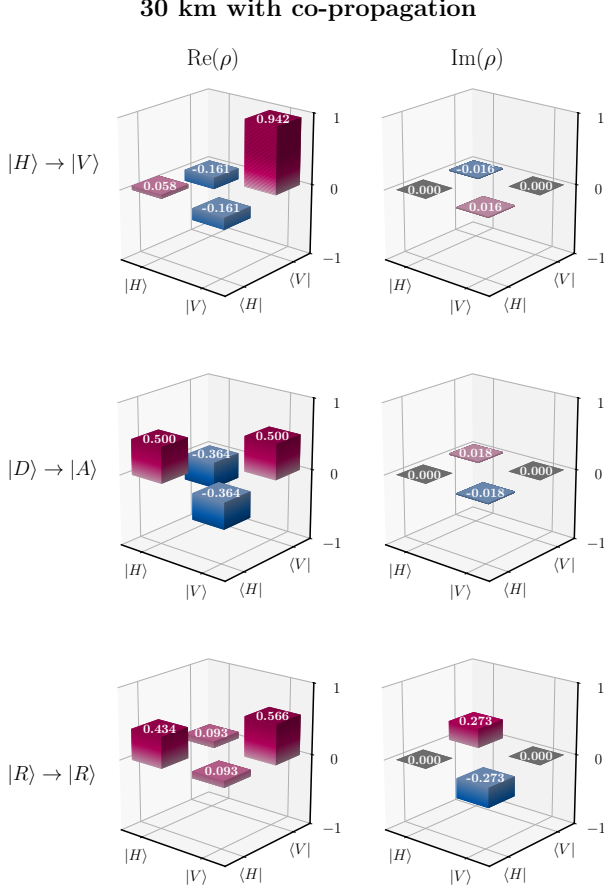 30 km with co-propagation
Re(ρ) Im(ρ)
|H⟩ → |V⟩
0.058 -0.161 -0.161 0.942
1
0
−1
|H⟩ |V⟩ ⟨H| ⟨V|
0.000 -0.016 0.016 0.000
1
0
−1
|H⟩ |V⟩ ⟨H| ⟨V|
|D⟩ → |A⟩
0.500 -0.364 -0.364 0.500
1
0
−1
|H⟩ |V⟩ ⟨H| ⟨V|
0.000 0.018 -0.018 0.000
1
0
−1
|H⟩ |V⟩ ⟨H| ⟨V|
|R⟩ → |R⟩
0.434 0.093 0.093 0.566
1
0
−1
|H⟩ |V⟩ ⟨H| ⟨V|
0.000 0.273 -0.273 0.000
1
0
−1
|H⟩ |V⟩ ⟨H| ⟨V|